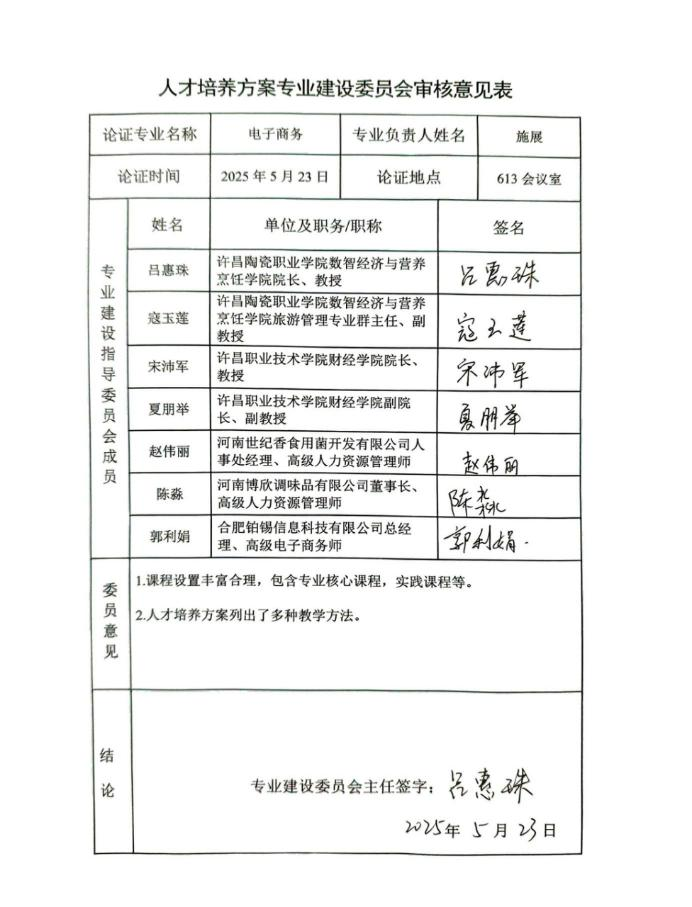 人才培养方案专业建设委员会审核意见表
论证专业名称 电子商务 专业负责人姓名 施展
论证时间 2025 年 5 月 23 日 论证地点 613 会议室
专业建设指导委员会成员
姓名 单位及职务/职称 签名
吕惠珠 许昌陶瓷职业学院数智经济与营养
烹饪学院院长、教授
吕惠珠
寇玉莲 许昌陶瓷职业学院数智经济与营养
烹饪学院旅游管理专业群主任、副
教授
寇玉莲
宋沛军 许昌职业技术学院财经学院院长、
教授
宋沛军
夏朋举 许昌职业技术学院财经学院副院
长、副教授
夏朋举
赵伟丽 河南世纪香食用菌开发有限公司人
事处经理、高级人力资源管理师
赵伟丽
陈淼 河南博欣调味品有限公司董事长、
高级人力资源管理师
陈淼
郭利娟 合肥铂锡信息科技有限公司总经
理、高级电子商务师
郭利娟.
委员意见
1.课程设置丰富合理，包含专业核心课程，实践课程等。
2.人才培养方案列出了多种教学方法。
结论
专业建设委员会主任签字：吕惠珠
2025年 5 月 23日